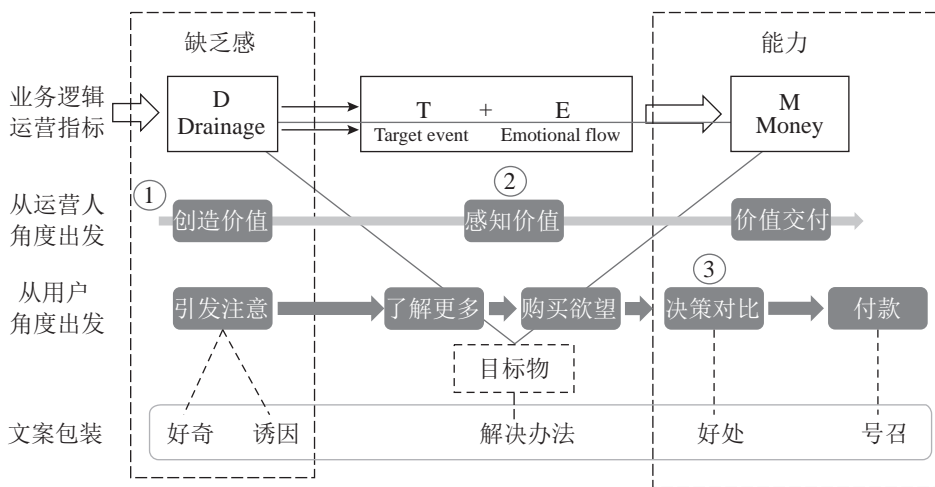 缺乏感
能力
业务逻辑
运营指标
D
Drainage
T + E
Target event Emotional flow
M
Money
从运营人
角度出发
①
创造价值
②
感知价值
价值交付
从用户
角度出发
引发注意
了解更多
购买欲望
③
决策对比
付款
目标物
文案包装
好奇
诱因
解决办法
好处
号召